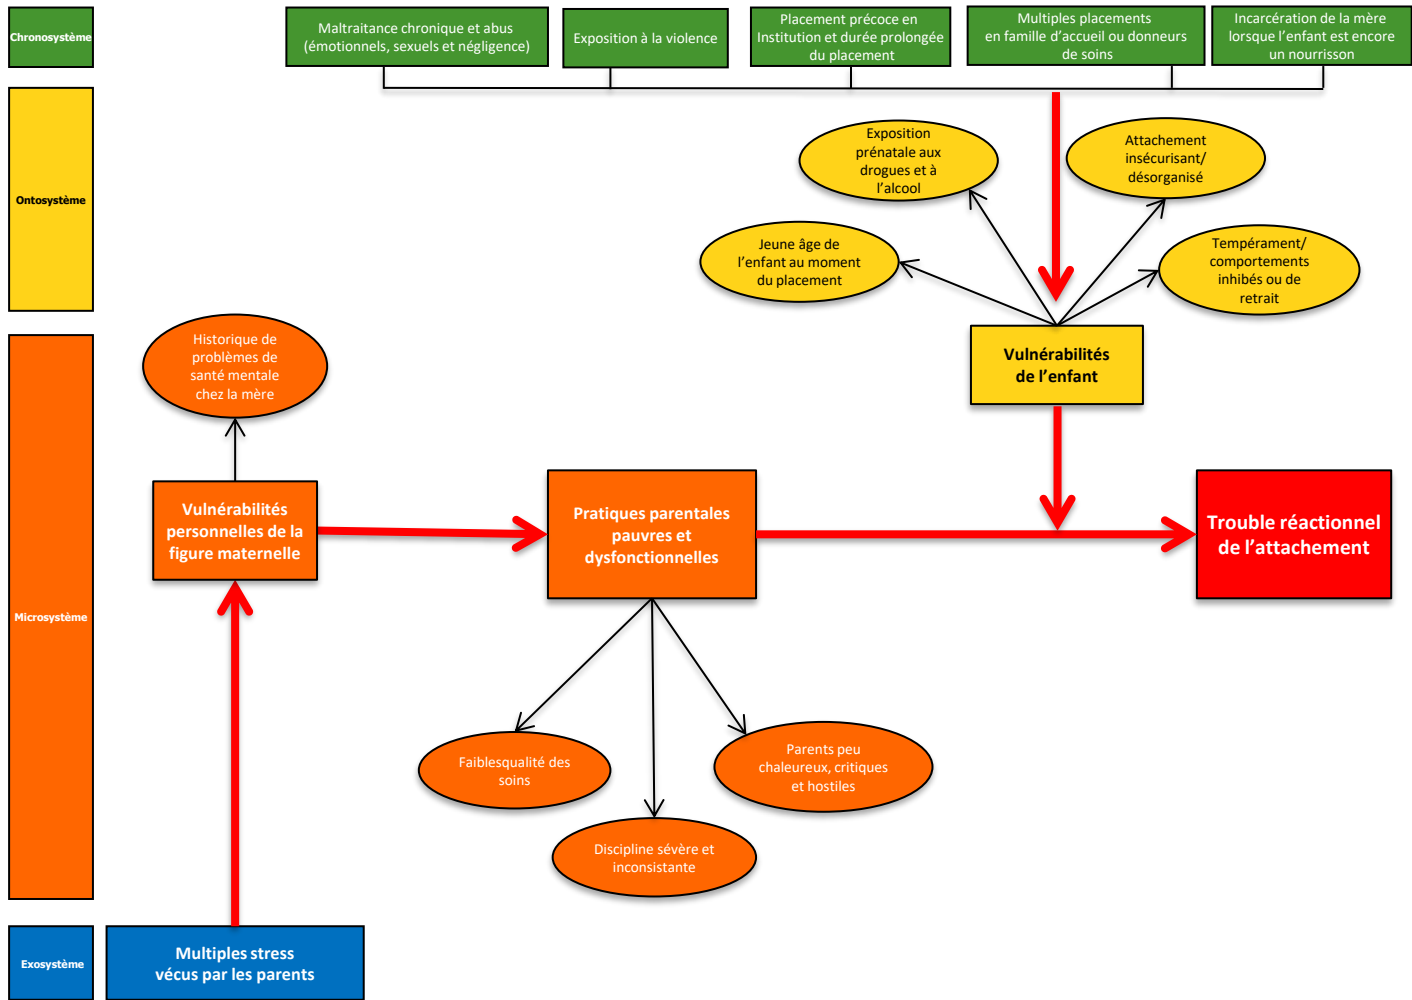 Chronosystème
Maltraitance chronique et abus
(émotionnels, sexuels et négligence)
Exposition à la violence
Placement précoce en
Institution et durée prolongée
du placement
Multiples placements
en famille d'accueil ou donneurs
de soins
Incarcération de la mère
lorsque l'enfant est encore
un nourrisson
Ontosystème
Exposition
prénatale aux
drogues et à
l'alcool
Attachement
insécurisant/
désorganisé
Jeune âge de
l'enfant au moment
du placement
Tempérament/
comportements
inhibés ou de
retrait
Vulnérabilités
de l'enfant
Microsystème
Historique de
problèmes de
santé mentale
chez la mère
Vulnérabilités
personnelles de la
figure maternelle
Pratiques parentales
pauvres et
dysfonctionnelles
Trouble réactionnel
de l'attachement
Faiblesqualité des
soins
Parents peu
chaleureux, critiques
et hostiles
Discipline sévère et
inconsistante
Exosystème
Multiples stress
vécus par les parents